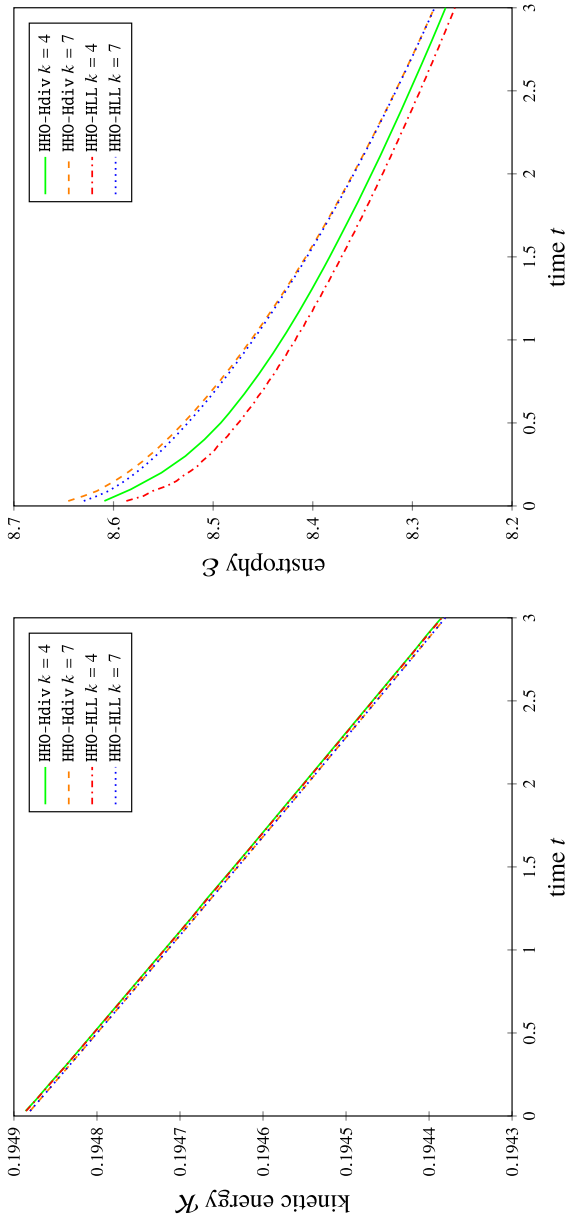 kinetic energy 𝒦
0.1949
0.1948
0.1947
0.1946
0.1945
0.1944
0.1943
0
0.5
1
1.5
2
2.5
3
time t
HHO-Hdiv k = 4
HHO-Hdiv k = 7
HHO-HLL k = 4
HHO-HLL k = 7
enstrophy ℰ
8.7
8.6
8.5
8.4
8.3
8.2
0
0.5
1
1.5
2
2.5
3
time t
HHO-Hdiv k = 4
HHO-Hdiv k = 7
HHO-HLL k = 4
HHO-HLL k = 7